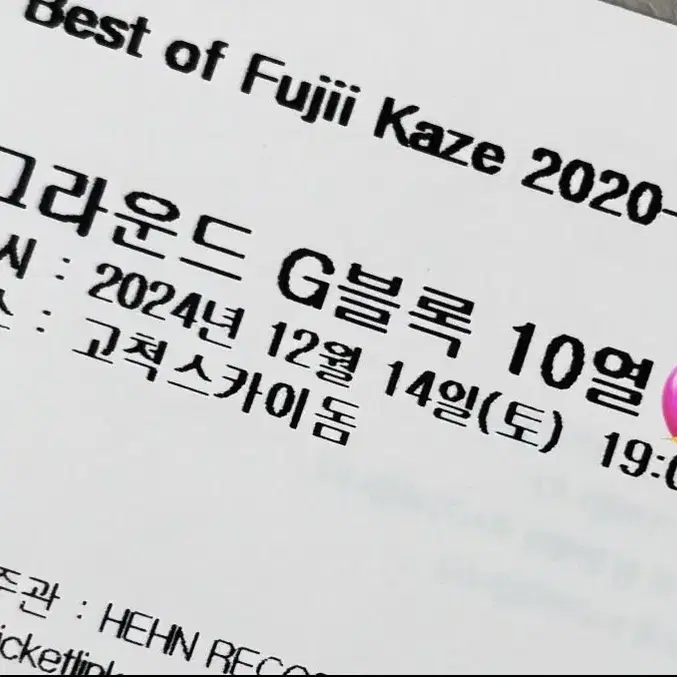 Best of Fujii Kaze 2020-
그라운드 G블록 10열
시 : 2024년 12월 14일(토) 19:0
: 고척스카이돔
주관 : HEHN RECO
icketlink